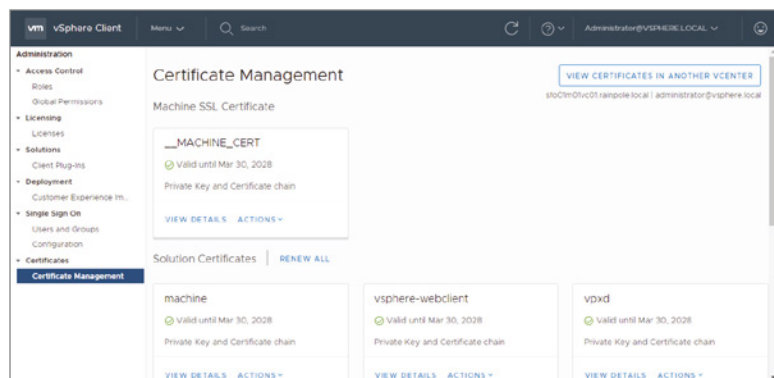 vm vSphere Client Menu Search Administrator@VSPHERE.LOCAL
Administration
Access Control
Roles
Global Permissions
Licensing
Licenses
Solutions
Client Plug-Ins
Deployment
Customer Experience Im...
Single Sign On
Users and Groups
Configuration
Certificates
Certificate Management
Certificate Management
VIEW CERTIFICATES IN ANOTHER VCENTER
sfo01m01vc01.rainpole.local | administrator@vsphere.local
Machine SSL Certificate
__MACHINE_CERT
Valid until Mar 30, 2028
Private Key and Certificate chain
VIEW DETAILS ACTIONS
Solution Certificates | RENEW ALL
machine
Valid until Mar 30, 2028
Private Key and Certificate chain
VIEW DETAILS ACTIONS
vsphere-webclient
Valid until Mar 30, 2028
Private Key and Certificate chain
VIEW DETAILS ACTIONS
vpxd
Valid until Mar 30, 2028
Private Key and Certificate chain
VIEW DETAILS ACTIONS